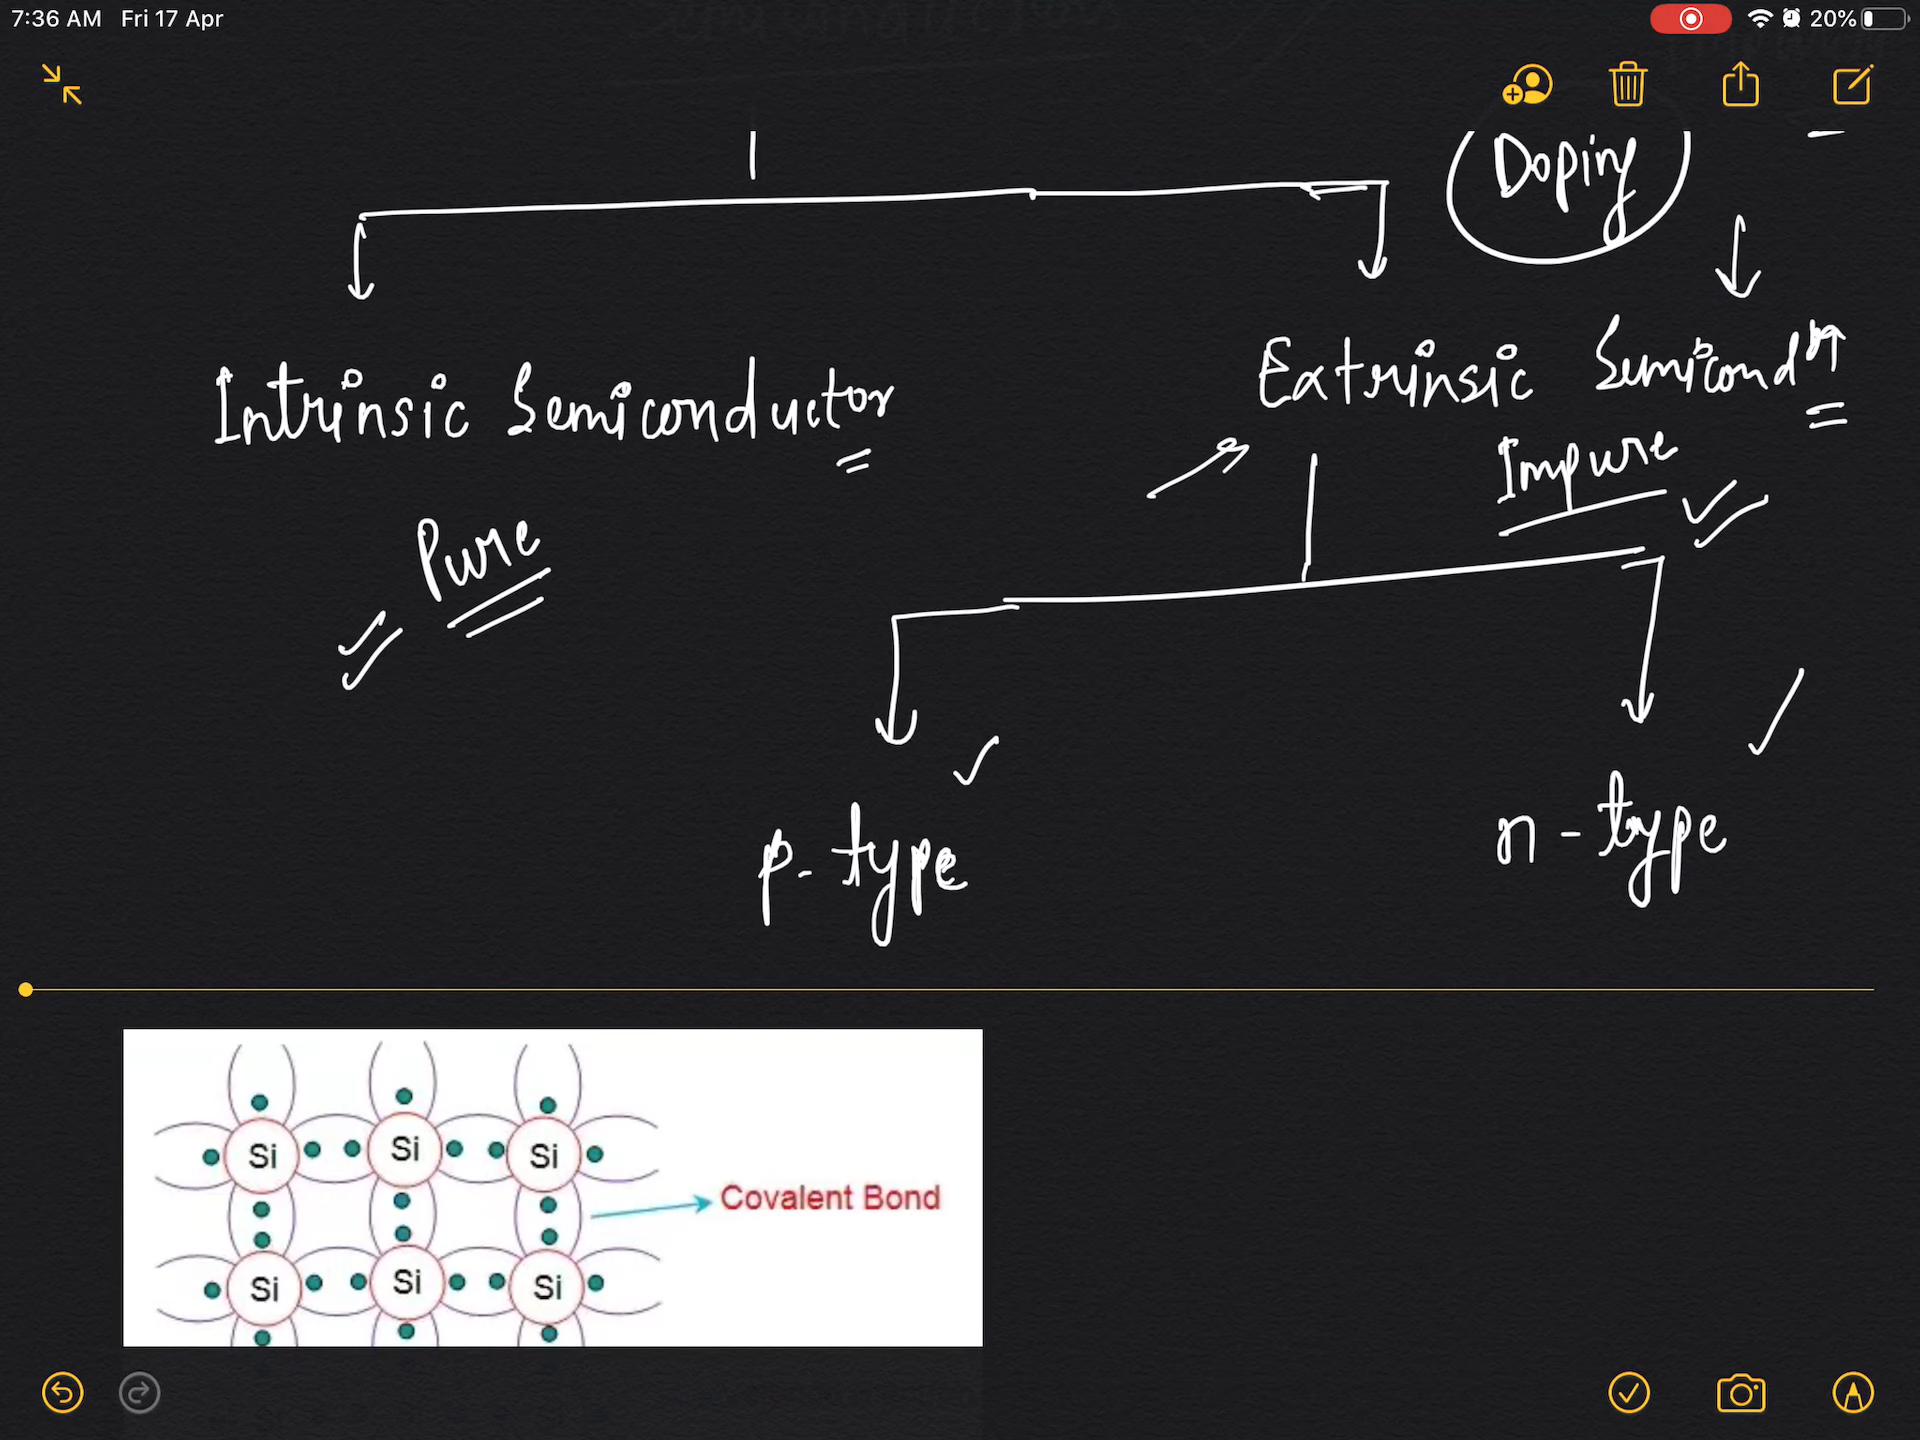 7:36 AM Fri 17 Apr
20%
Doping
Intrinsic Semiconductor
Extrinsic
Impure
Pure
p-type
n-type
Si Si Si
Covalent Bond
Si Si Si